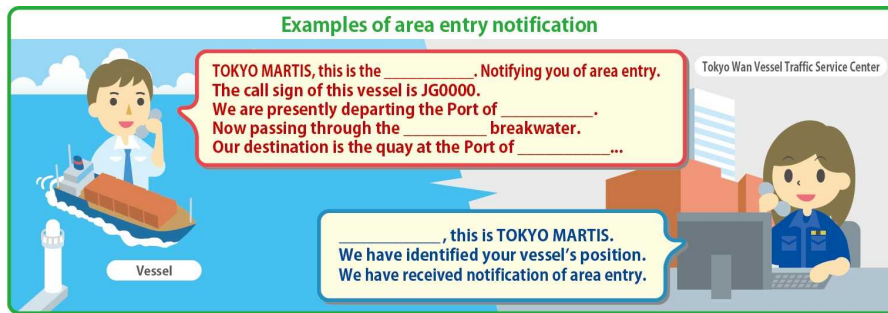 Examples of area entry notification
TOKYO MARTIS, this is the ___________. Notifying you of area entry.
The call sign of this vessel is JG0000.
We are presently departing the Port of ___________.
Now passing through the __________ breakwater.
Our destination is the quay at the Port of ___________...
Tokyo Wan Vessel Traffic Service Center
____________, this is TOKYO MARTIS.
We have identified your vessel's position.
We have received notification of area entry.
Vessel